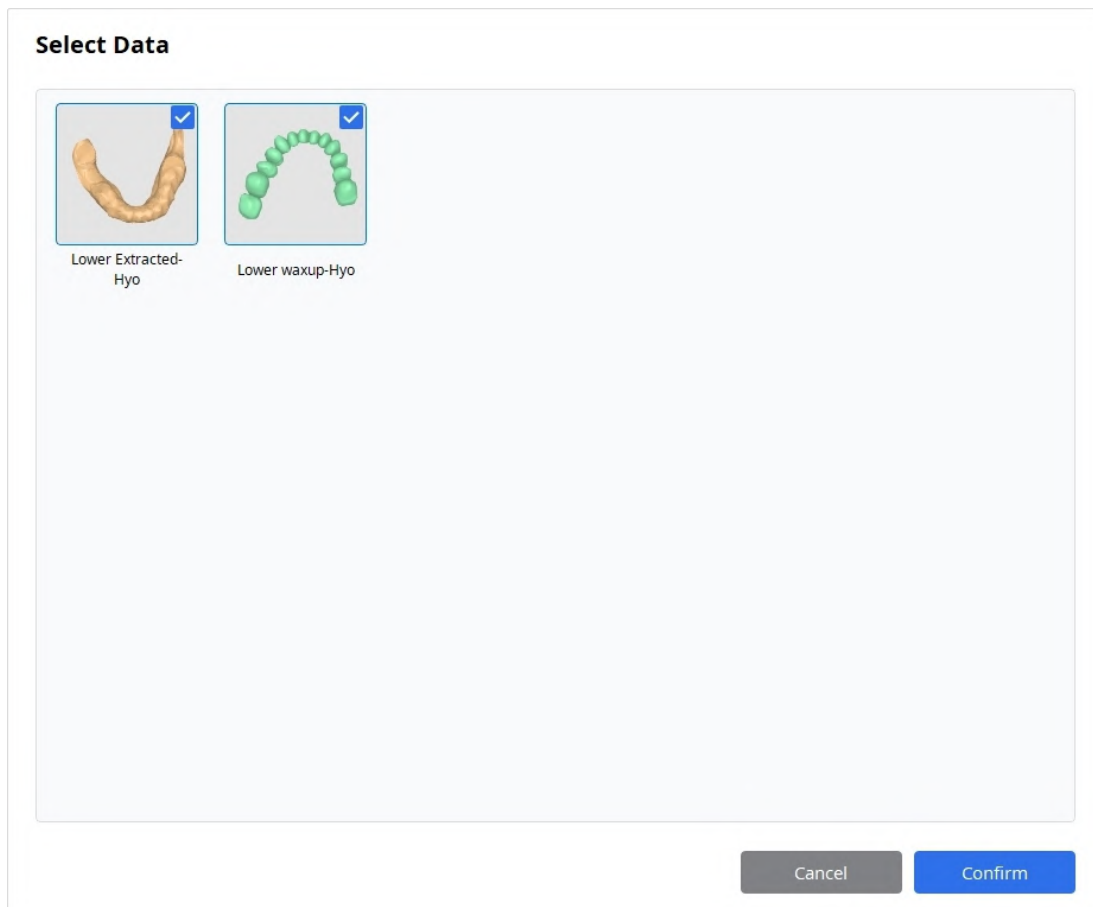 Select Data
Lower Extracted-
Hyo
Lower waxup-Hyo
Cancel
Confirm